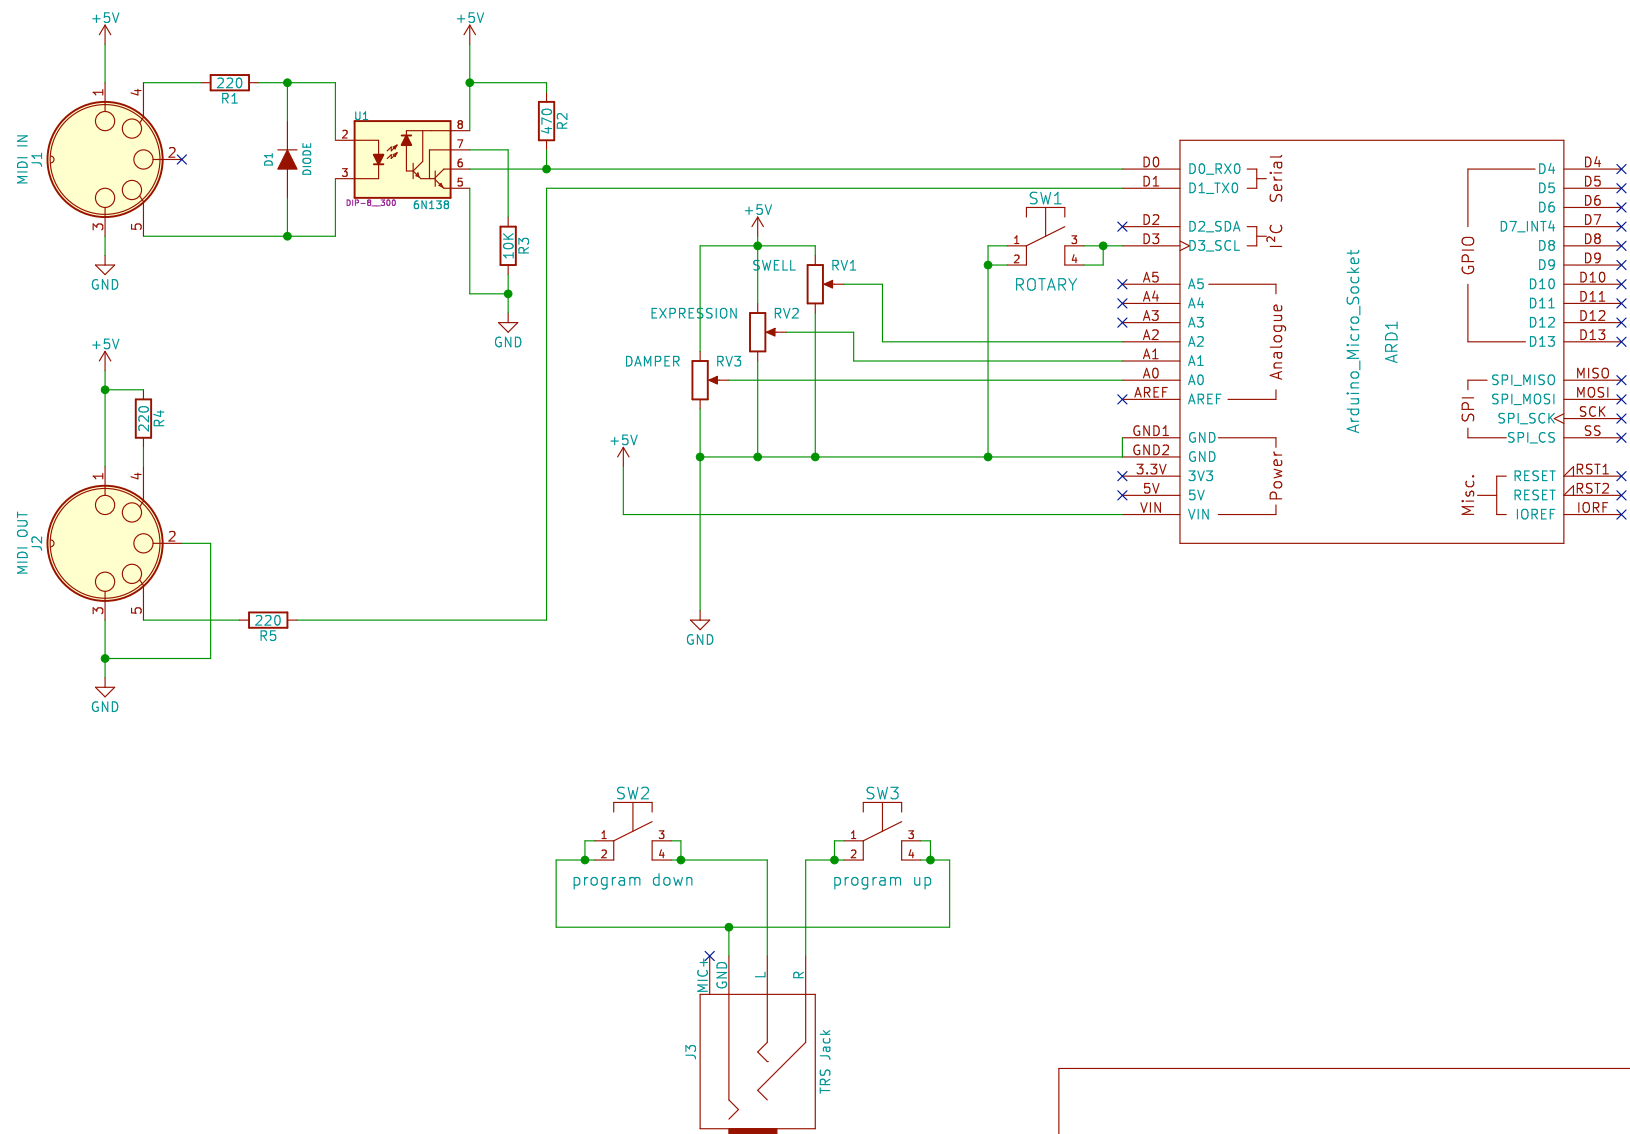 +5V
1
4
MIDI IN
J1
2
3
5
GND
220
R1
D1
DIODE
U1
2
3
8
7
6
5
DIP-8__300
6N138
+5V
470
R2
10K
R3
GND
+5V
220
R4
1
4
MIDI OUT
J2
2
3
5
GND
220
R5
+5V
SWELL
RV1
EXPRESSION
RV2
DAMPER
RV3
+5V
GND
SW1
1
2
3
4
ROTARY
D0
D1
D2
D3
A5
A4
A3
A2
A1
A0
AREF
GND1
GND2
3.3V
5V
VIN
D0_RX0
D1_TX0
D2_SDA
D3_SCL
A5
A4
A3
A2
A1
A0
AREF
GND
GND
3V3
5V
VIN
Serial
I²C
Analogue
Power
Arduino_Micro_Socket
ARD1
GPIO
SPI
Misc.
D4
D5
D6
D7_INT4
D8
D9
D10
D11
D12
D13
SPI_MISO
SPI_MOSI
SPI_SCK
SPI_CS
RESET
RESET
IOREF
D4
D5
D6
D7
D8
D9
D10
D11
D12
D13
MISO
MOSI
SCK
SS
RST1
RST2
IORF
SW2
1
2
3
4
program down
SW3
1
2
3
4
program up
MIC+
GND
L
R
J3
TRS Jack